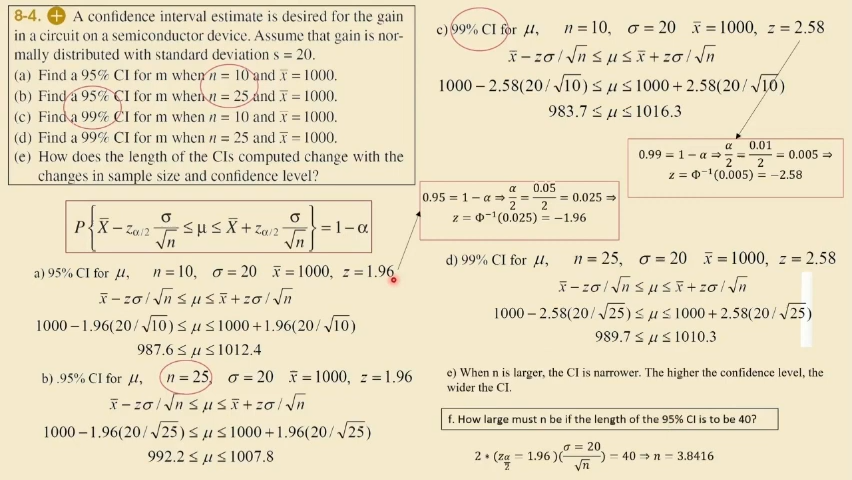 8-4. + A confidence interval estimate is desired for the gain
in a circuit on a semiconductor device. Assume that gain is nor-
mally distributed with standard deviation s = 20.
(a) Find a 95% CI for m when n = 10 and x̅ = 1000.
(b) Find a 95% CI for m when n = 25 and x̅ = 1000.
(c) Find a 99% CI for m when n = 10 and x̅ = 1000.
(d) Find a 99% CI for m when n = 25 and x̅ = 1000.
(e) How does the length of the CIs computed change with the
changes in sample size and confidence level?
P{X̅ − z_{α/2} σ/√n ≤ μ ≤ X̅ + z_{α/2} σ/√n} = 1 − α
a) 95% CI for μ, n = 10, σ = 20 x̅ = 1000, z = 1.96
x̅ − zσ/√n ≤ μ ≤ x̅ + zσ/√n
1000 − 1.96(20/√10) ≤ μ ≤ 1000 + 1.96(20/√10)
987.6 ≤ μ ≤ 1012.4
b) .95% CI for μ, n = 25, σ = 20 x̅ = 1000, z = 1.96
x̅ − zσ/√n ≤ μ ≤ x̅ + zσ/√n
1000 − 1.96(20/√25) ≤ μ ≤ 1000 + 1.96(20/√25)
992.2 ≤ μ ≤ 1007.8
0.95 = 1 − α ⇒ α/2 = 0.05/2 = 0.025 ⇒
z = Φ⁻¹(0.025) = −1.96
c) 99% CI for μ, n = 10, σ = 20 x̅ = 1000, z = 2.58
x̅ − zσ/√n ≤ μ ≤ x̅ + zσ/√n
1000 − 2.58(20/√10) ≤ μ ≤ 1000 + 2.58(20/√10)
983.7 ≤ μ ≤ 1016.3
0.99 = 1 − α ⇒ α/2 = 0.01/2 = 0.005 ⇒
z = Φ⁻¹(0.005) = −2.58
d) 99% CI for μ, n = 25, σ = 20 x̅ = 1000, z = 2.58
x̅ − zσ/√n ≤ μ ≤ x̅ + zσ/√n
1000 − 2.58(20/√25) ≤ μ ≤ 1000 + 2.58(20/√25)
989.7 ≤ μ ≤ 1010.3
e) When n is larger, the CI is narrower. The higher the confidence level, the
wider the CI.
f. How large must n be if the length of the 95% CI is to be 40?
2 * (z_{α/2} = 1.96)(σ = 20/√n) = 40 ⇒ n = 3.8416